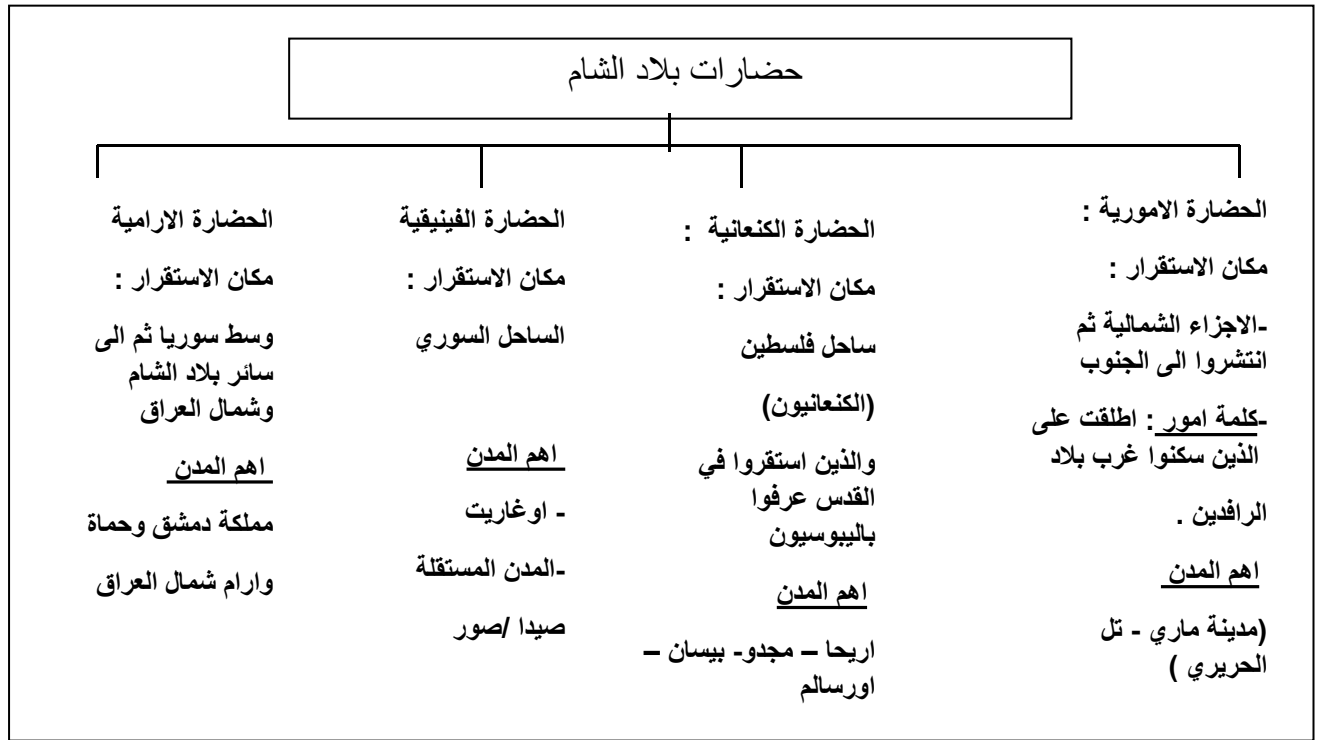 حضارات بلاد الشام
الحضارة الامورية :
مكان الاستقرار :
-الاجزاء الشمالية ثم
انتشروا الى الجنوب
-كلمة امور : اطلقت على
الذين سكنوا غرب بلاد
الرافدين .
اهم المدن
(مدينة ماري - تل
الحريري )
الحضارة الكنعانية :
مكان الاستقرار :
ساحل فلسطين
(الكنعانيون)
والذين استقروا في
القدس عرفوا
باليبوسيون
اهم المدن
اريحا – مجدو- بيسان –
اورسالم
الحضارة الفينيقية
مكان الاستقرار :
الساحل السوري
اهم المدن
- اوغاريت
-المدن المستقلة
صيدا /صور
الحضارة الارامية
مكان الاستقرار :
وسط سوريا ثم الى
سائر بلاد الشام
وشمال العراق
اهم المدن
مملكة دمشق وحماة
وارام شمال العراق